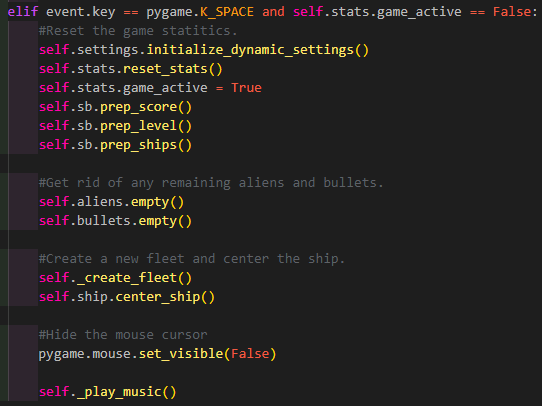 elif event.key == pygame.K_SPACE and self.stats.game_active == False:
#Reset the game statitics.
self.settings.initialize_dynamic_settings()
self.stats.reset_stats()
self.stats.game_active = True
self.sb.prep_score()
self.sb.prep_level()
self.sb.prep_ships()
#Get rid of any remaining aliens and bullets.
self.aliens.empty()
self.bullets.empty()
#Create a new fleet and center the ship.
self._create_fleet()
self.ship.center_ship()
#Hide the mouse cursor
pygame.mouse.set_visible(False)
self._play_music()